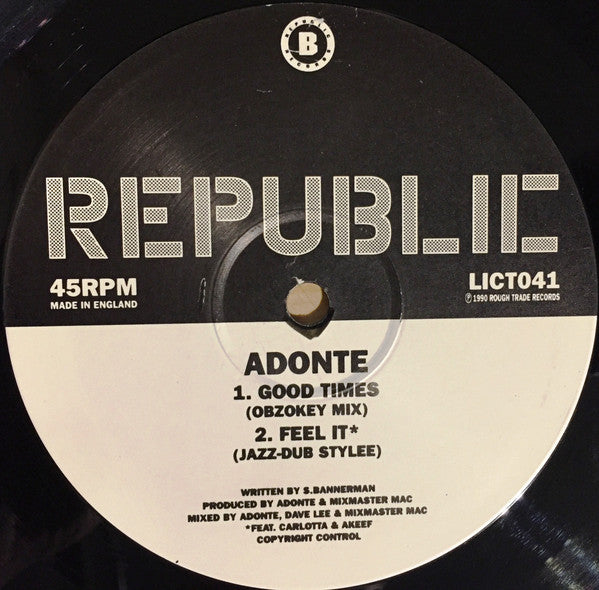 REPUBLIC
B
RECORDS
REPUBLIC
45RPM
MADE IN ENGLAND
LICT041
℗ 1990 ROUGH TRADE RECORDS
ADONTE
1. GOOD TIMES
(OBZOKEY MIX)
2. FEEL IT*
(JAZZ-DUB STYLEE)
WRITTEN BY S.BANNERMAN
PRODUCED BY ADONTE & MIXMASTER MAC
MIXED BY ADONTE, DAVE LEE & MIXMASTER MAC
*FEAT. CARLOTTA & AKEEF
COPYRIGHT CONTROL